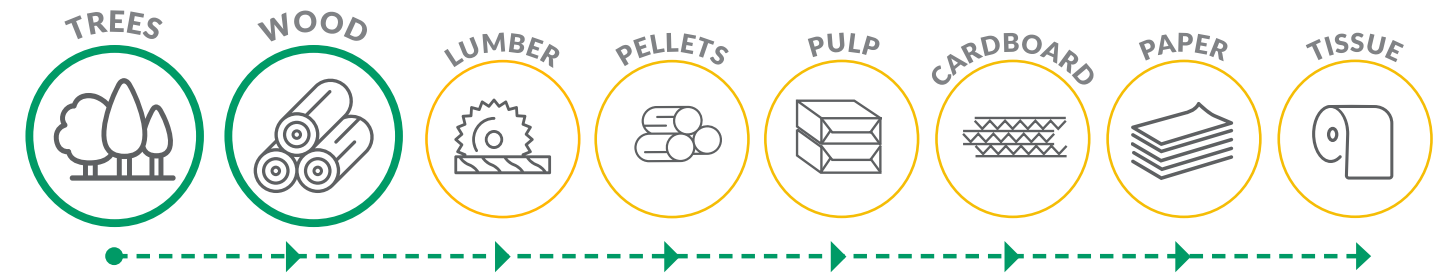 TREES
WOOD
LUMBER
PELLETS
PULP
CARDBOARD
PAPER
TISSUE